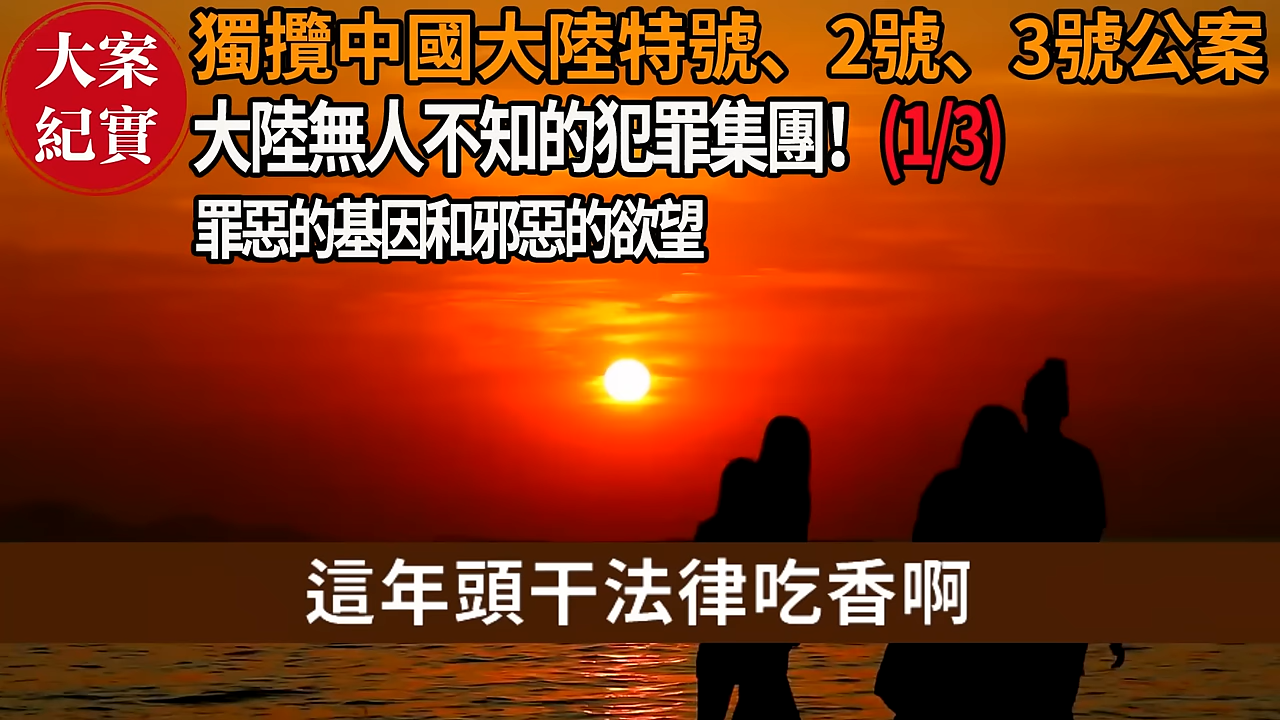 大案
紀實
獨攬中國大陸特號、2號、3號公案
大陸無人不知的犯罪集團！(1/3)
罪惡的基因和邪惡的欲望
這年頭干法律吃香啊